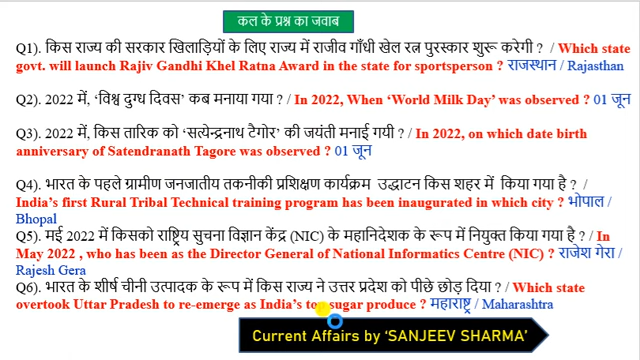 कल के प्रश्न का जवाब
Q1). किस राज्य की सरकार खिलाड़ियों के लिए राज्य में राजीव गाँधी खेल रत्न पुरस्कार शुरू करेगी ? / Which state
govt. will launch Rajiv Gandhi Khel Ratna Award in the state for sportsperson ? राजस्थान / Rajasthan
Q2). 2022 में, ‘विश्व दुग्ध दिवस’ कब मनाया गया ? / In 2022, When ‘World Milk Day’ was observed ? 01 जून
Q3). 2022 में, किस तारिक को ‘सत्येन्द्रनाथ टैगोर’ की जयंती मनाई गयी ? / In 2022, on which date birth
anniversary of Satendranath Tagore was observed ? 01 जून
Q4). भारत के पहले ग्रामीण जनजातीय तकनीकी प्रशिक्षण कार्यक्रम उद्घाटन किस शहर में किया गया है ? /
India’s first Rural Tribal Technical training program has been inaugurated in which city ? भोपाल /
Bhopal
Q5). मई 2022 में किसको राष्ट्रिय सुचना विज्ञान केंद्र (NIC) के महानिदेशक के रूप में नियुक्त किया गया है ? / In
May 2022 , who has been as the Director General of National Informatics Centre (NIC) ? राजेश गेरा /
Rajesh Gera
Q6). भारत के शीर्ष चीनी उत्पादक के रूप में किस राज्य ने उत्तर प्रदेश को पीछे छोड़ दिया ? / Which state
overtook Uttar Pradesh to re-emerge as India’s top sugar produce ? महाराष्ट्र / Maharashtra
Current Affairs by ‘SANJEEV SHARMA’